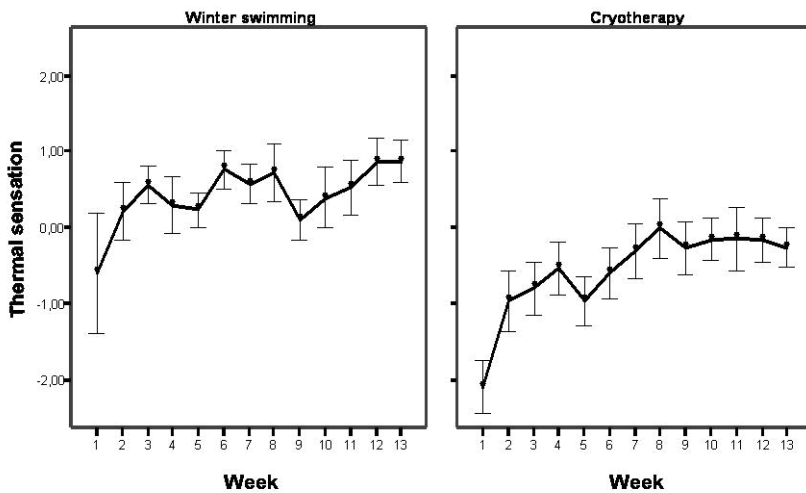 Winter swimming
Cryotherapy
Thermal sensation
2,00
1,00
0,00
-1,00
-2,00
1 2 3 4 5 6 7 8 9 10 11 12 13
1 2 3 4 5 6 7 8 9 10 11 12 13
Week
Week